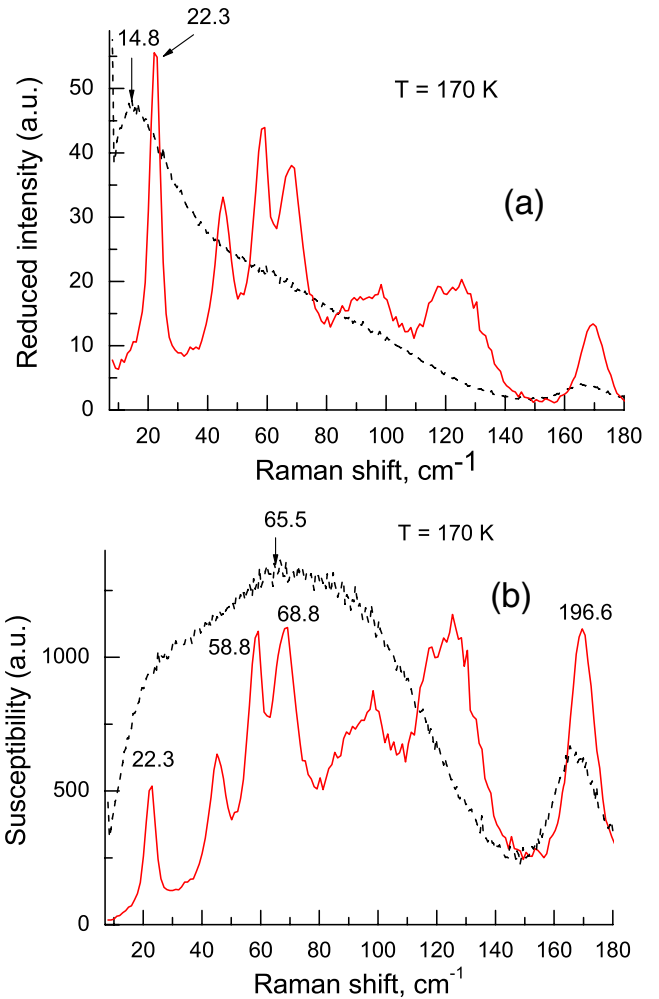 22.3
14.8
T = 170 K
(a)
Reduced intensity (a.u.)
50
40
30
20
10
0
20 40 60 80 100 120 140 160 180
Raman shift, cm-1
65.5
T = 170 K
(b)
196.6
68.8
58.8
22.3
Susceptibility (a.u.)
1000
500
0
20 40 60 80 100 120 140 160 180
Raman shift, cm-1